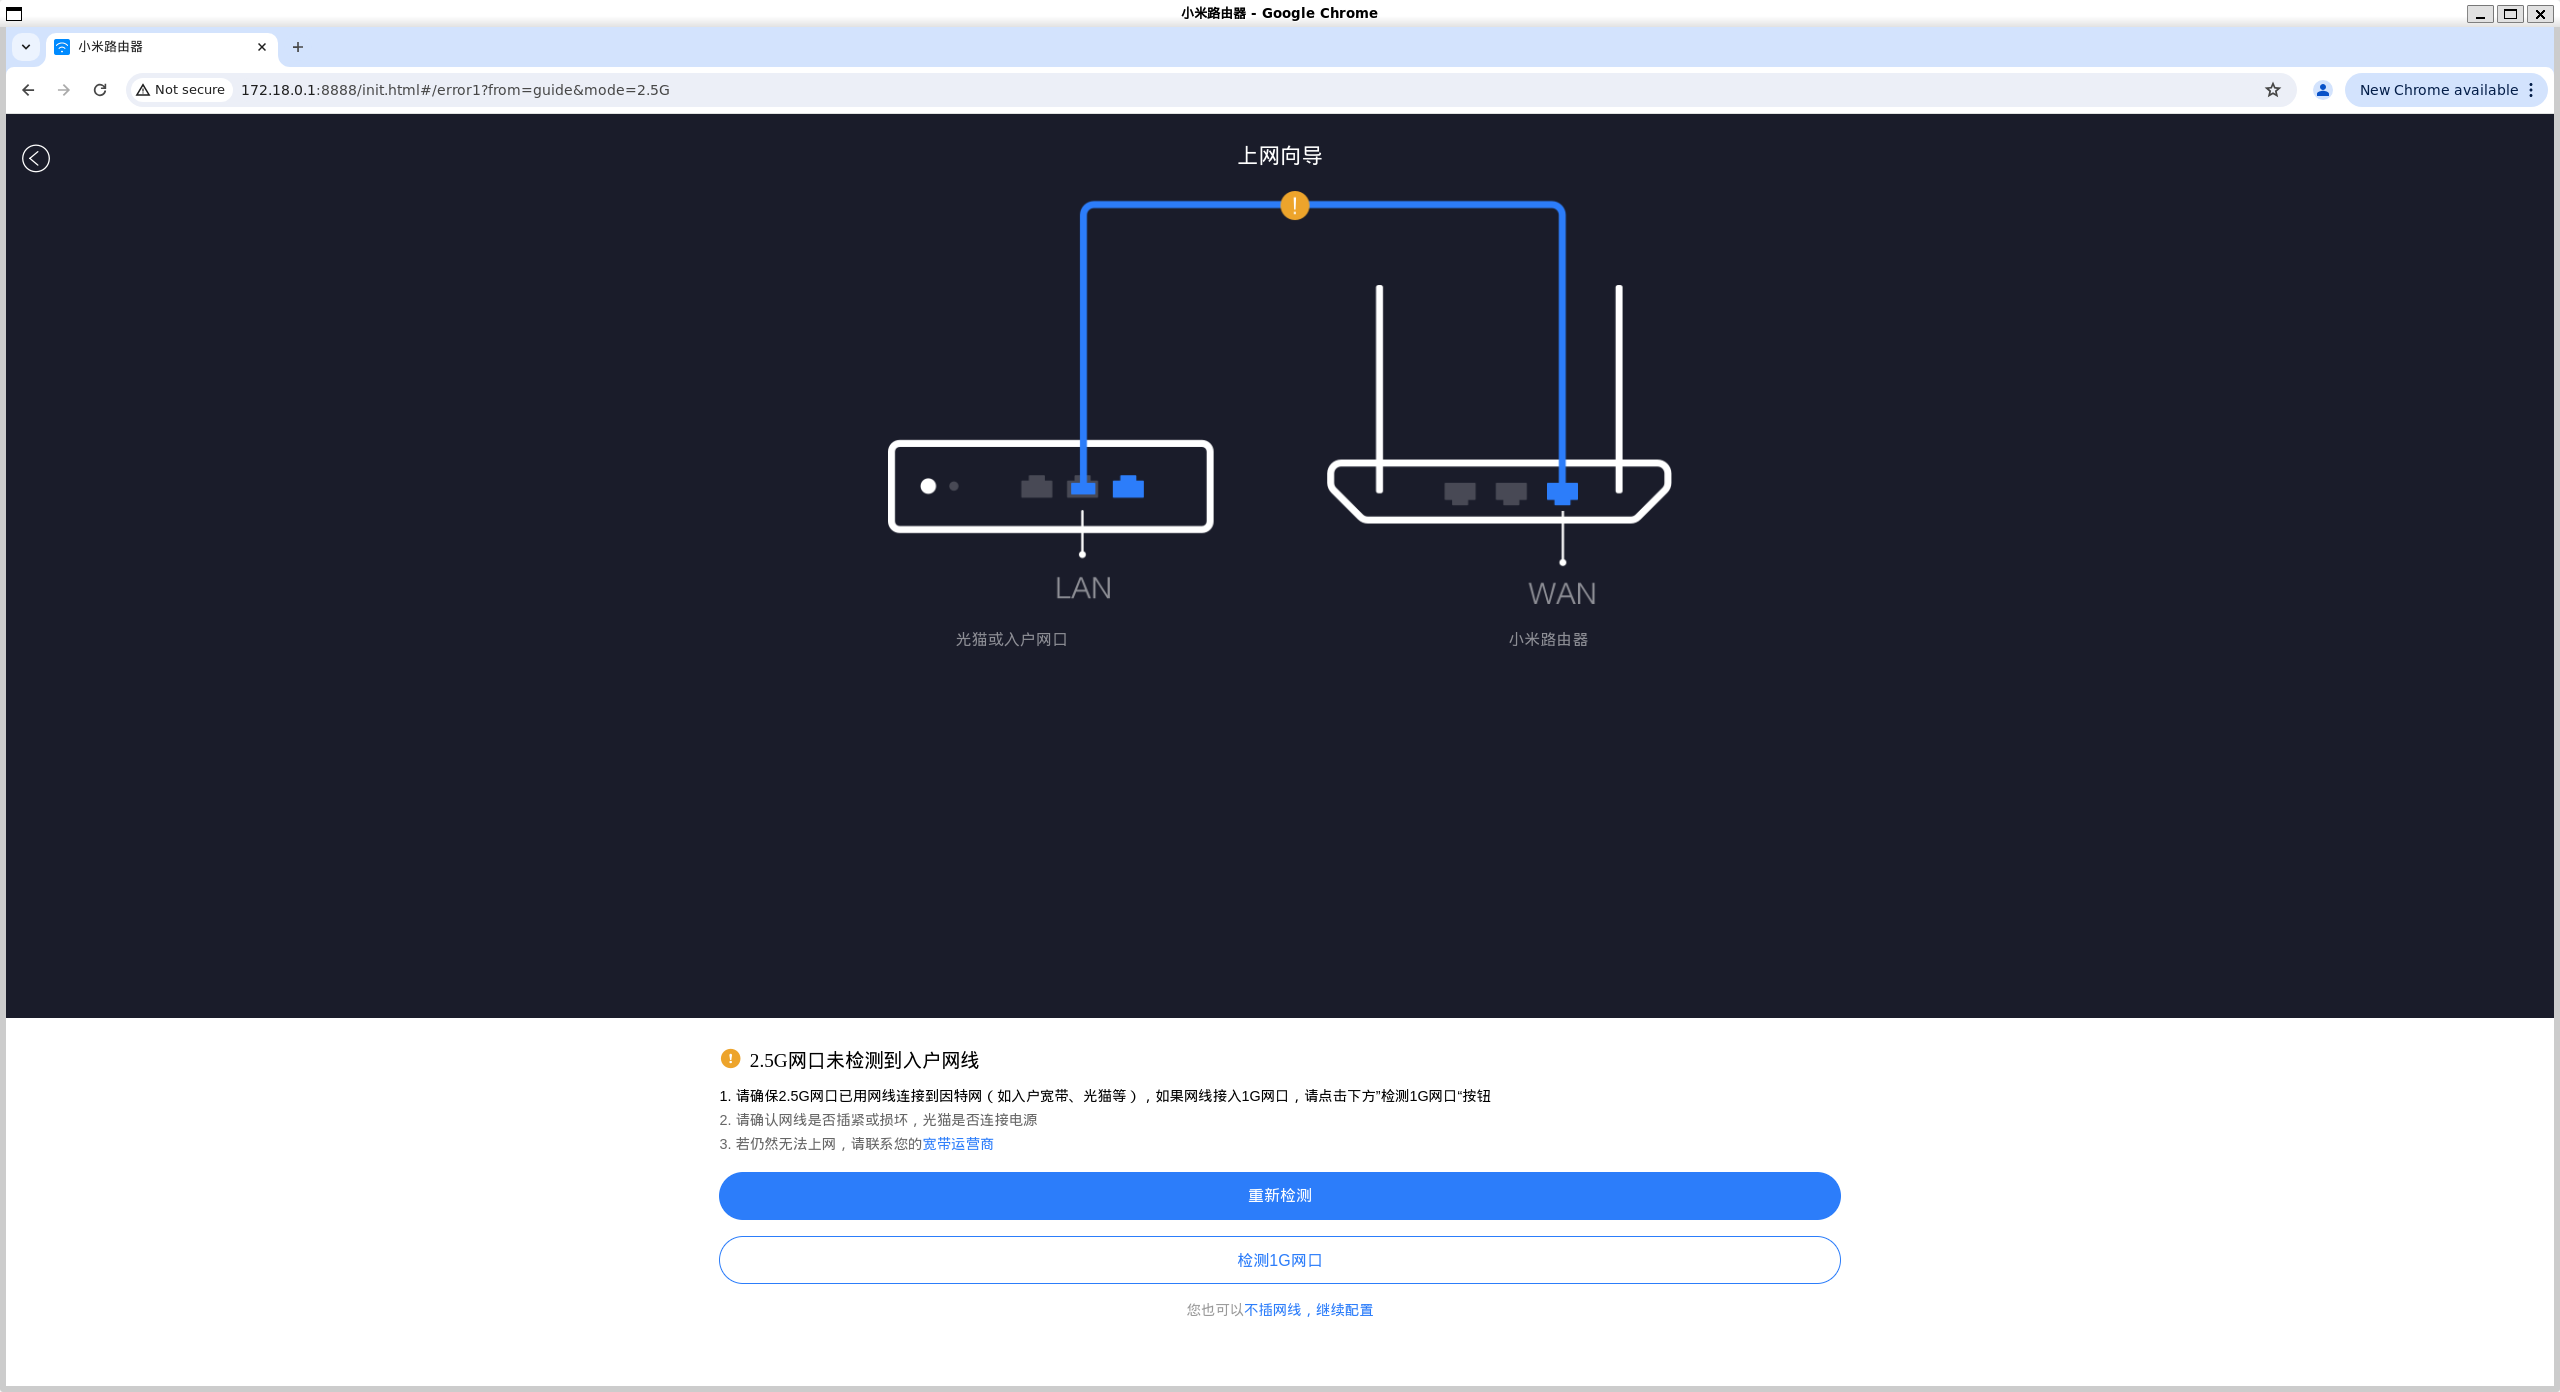 小米路由器 - Google Chrome
小米路由器
Not secure
172.18.0.1:8888/init.html#/error1?from=guide&mode=2.5G
New Chrome available
上网向导
LAN
WAN
光猫或入户网口
小米路由器
2.5G网口未检测到入户网线
1. 请确保2.5G网口已用网线连接到因特网（如入户宽带、光猫等），如果网线接入1G网口，请点击下方”检测1G网口“按钮
2. 请确认网线是否插紧或损坏，光猫是否连接电源
3. 若仍然无法上网，请联系您的宽带运营商
重新检测
检测1G网口
您也可以不插网线，继续配置